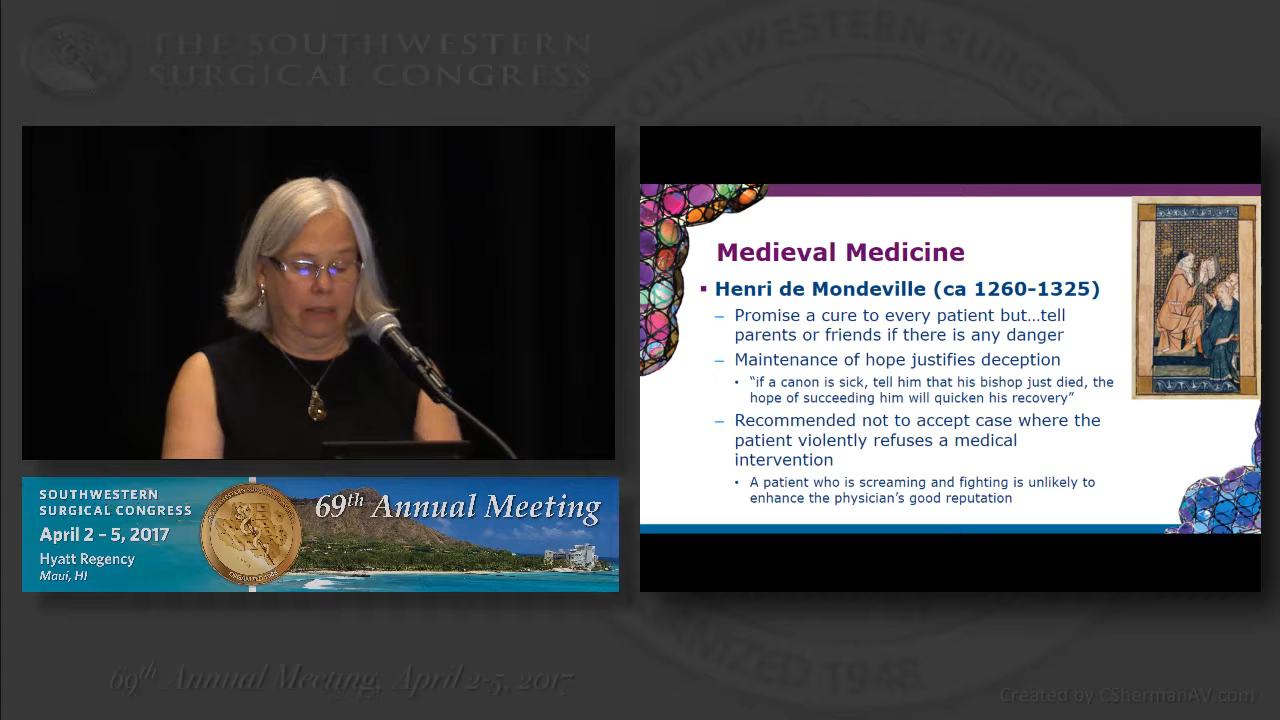 THE SOUTHWESTERN
SURGICAL CONGRESS
SOUTHWESTERN SURGICAL
Medieval Medicine
▪ Henri de Mondeville (ca 1260-1325)
– Promise a cure to every patient but…tell
parents or friends if there is any danger
– Maintenance of hope justifies deception
• “if a canon is sick, tell him that his bishop just died, the
hope of succeeding him will quicken his recovery”
– Recommended not to accept case where the
patient violently refuses a medical
intervention
• A patient who is screaming and fighting is unlikely to
enhance the physician’s good reputation
SOUTHWESTERN
SURGICAL CONGRESS
April 2 – 5, 2017
Hyatt Regency
Maui, HI
69th Annual Meeting
69th Annual Meeting, April 2-5, 2017
1948
Created by CShermanAV.com